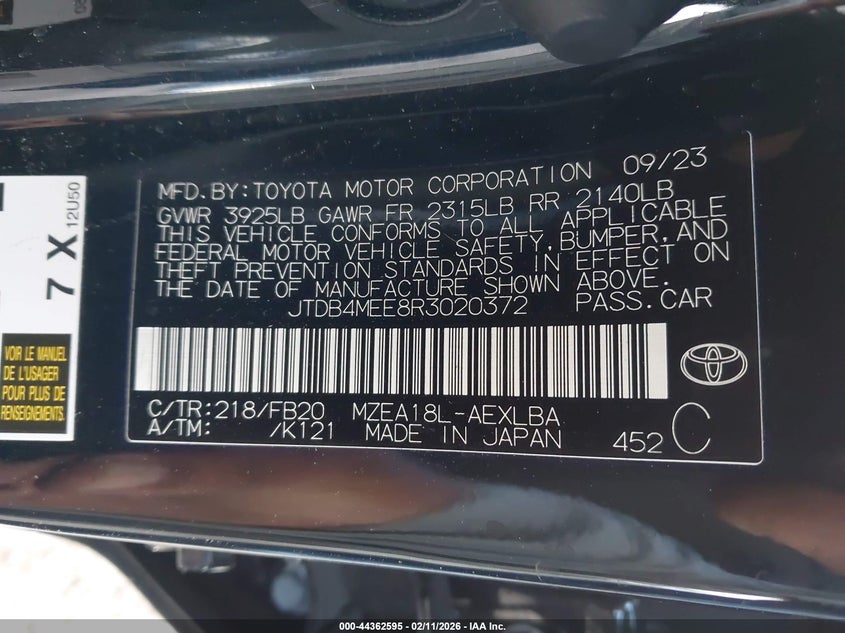 MFD. BY: TOYOTA MOTOR CORPORATION 09/23
GVWR 3925LB GAWR FR 2315LB RR 2140LB
THIS VEHICLE CONFORMS TO ALL APPLICABLE
FEDERAL MOTOR VEHICLE SAFETY, BUMPER, AND
THEFT PREVENTION STANDARDS IN EFFECT ON
THE DATE OF MANUFACTURE SHOWN ABOVE.
JTDB4MEE8R3020372 PASS.CAR
C/TR:218/FB20 MZEA18L-AEXLBA
A/TM: /K121 MADE IN JAPAN 452 C
7 X
12U50
VOIR LE MANUEL
DE L'USAGER
POUR PLUS DE
RENSEIGNEMENTS
000-44362595 - 02/11/2026 - IAA Inc.